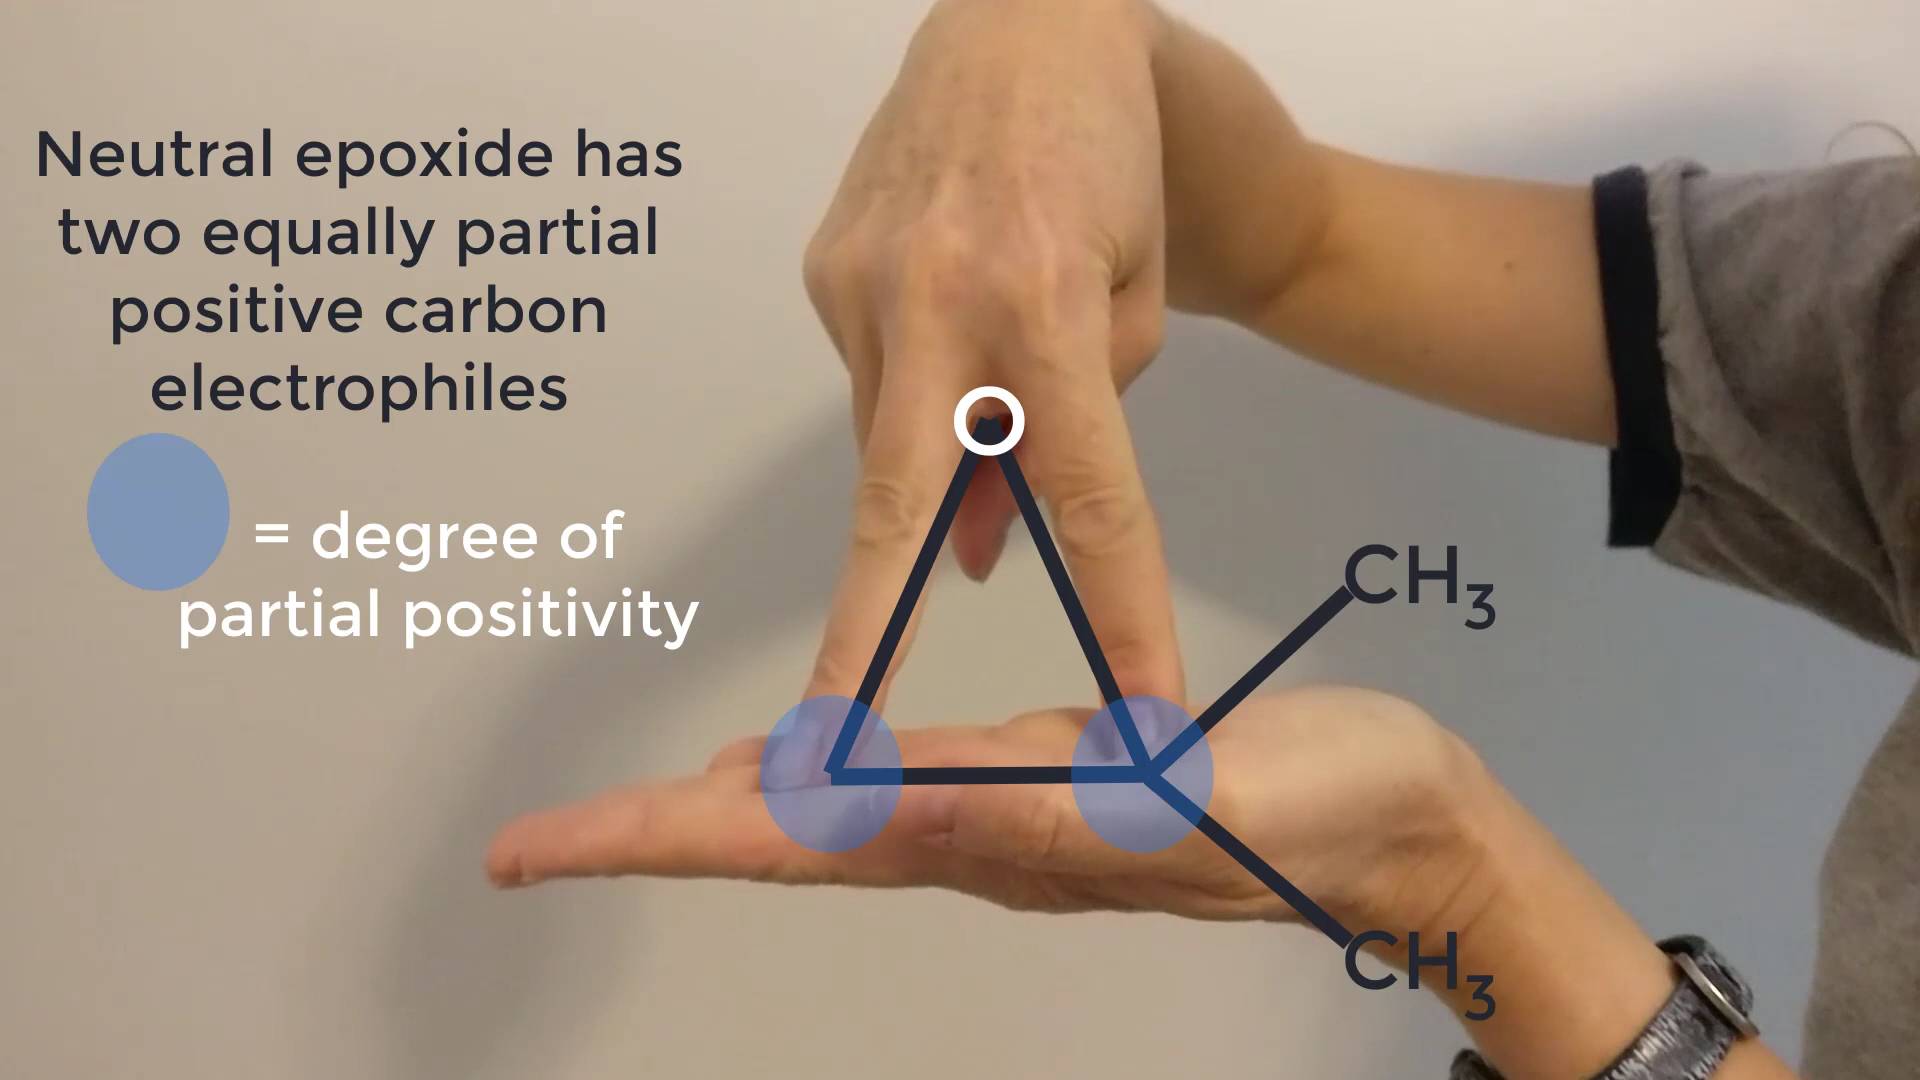 Neutral epoxide has
two equally partial
positive carbon
electrophiles
= degree of
partial positivity
O
CH₃
CH₃